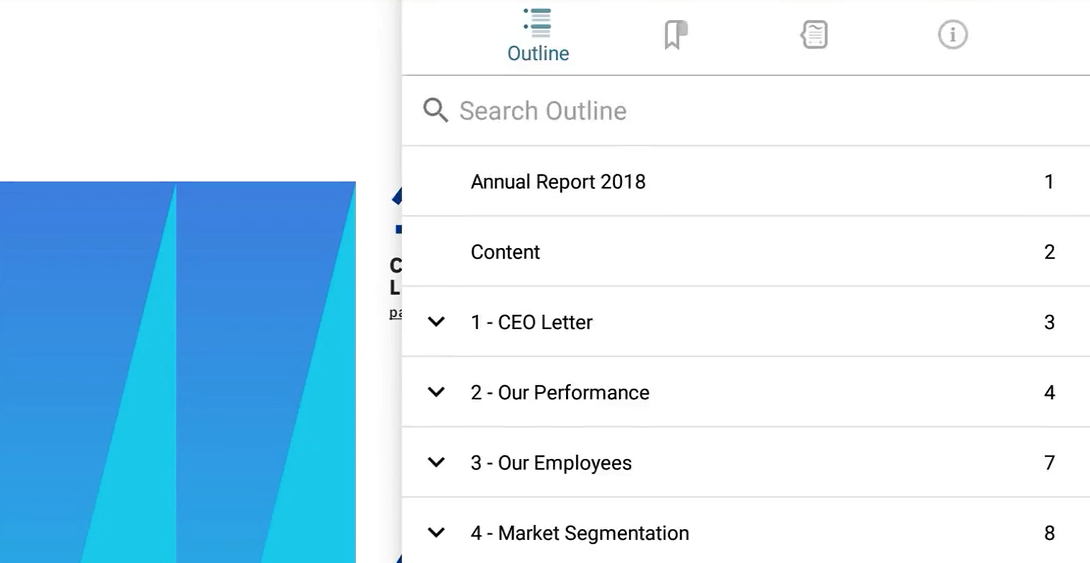 Outline
Search Outline
Annual Report 2018 1
Content 2
1 - CEO Letter 3
2 - Our Performance 4
3 - Our Employees 7
4 - Market Segmentation 8